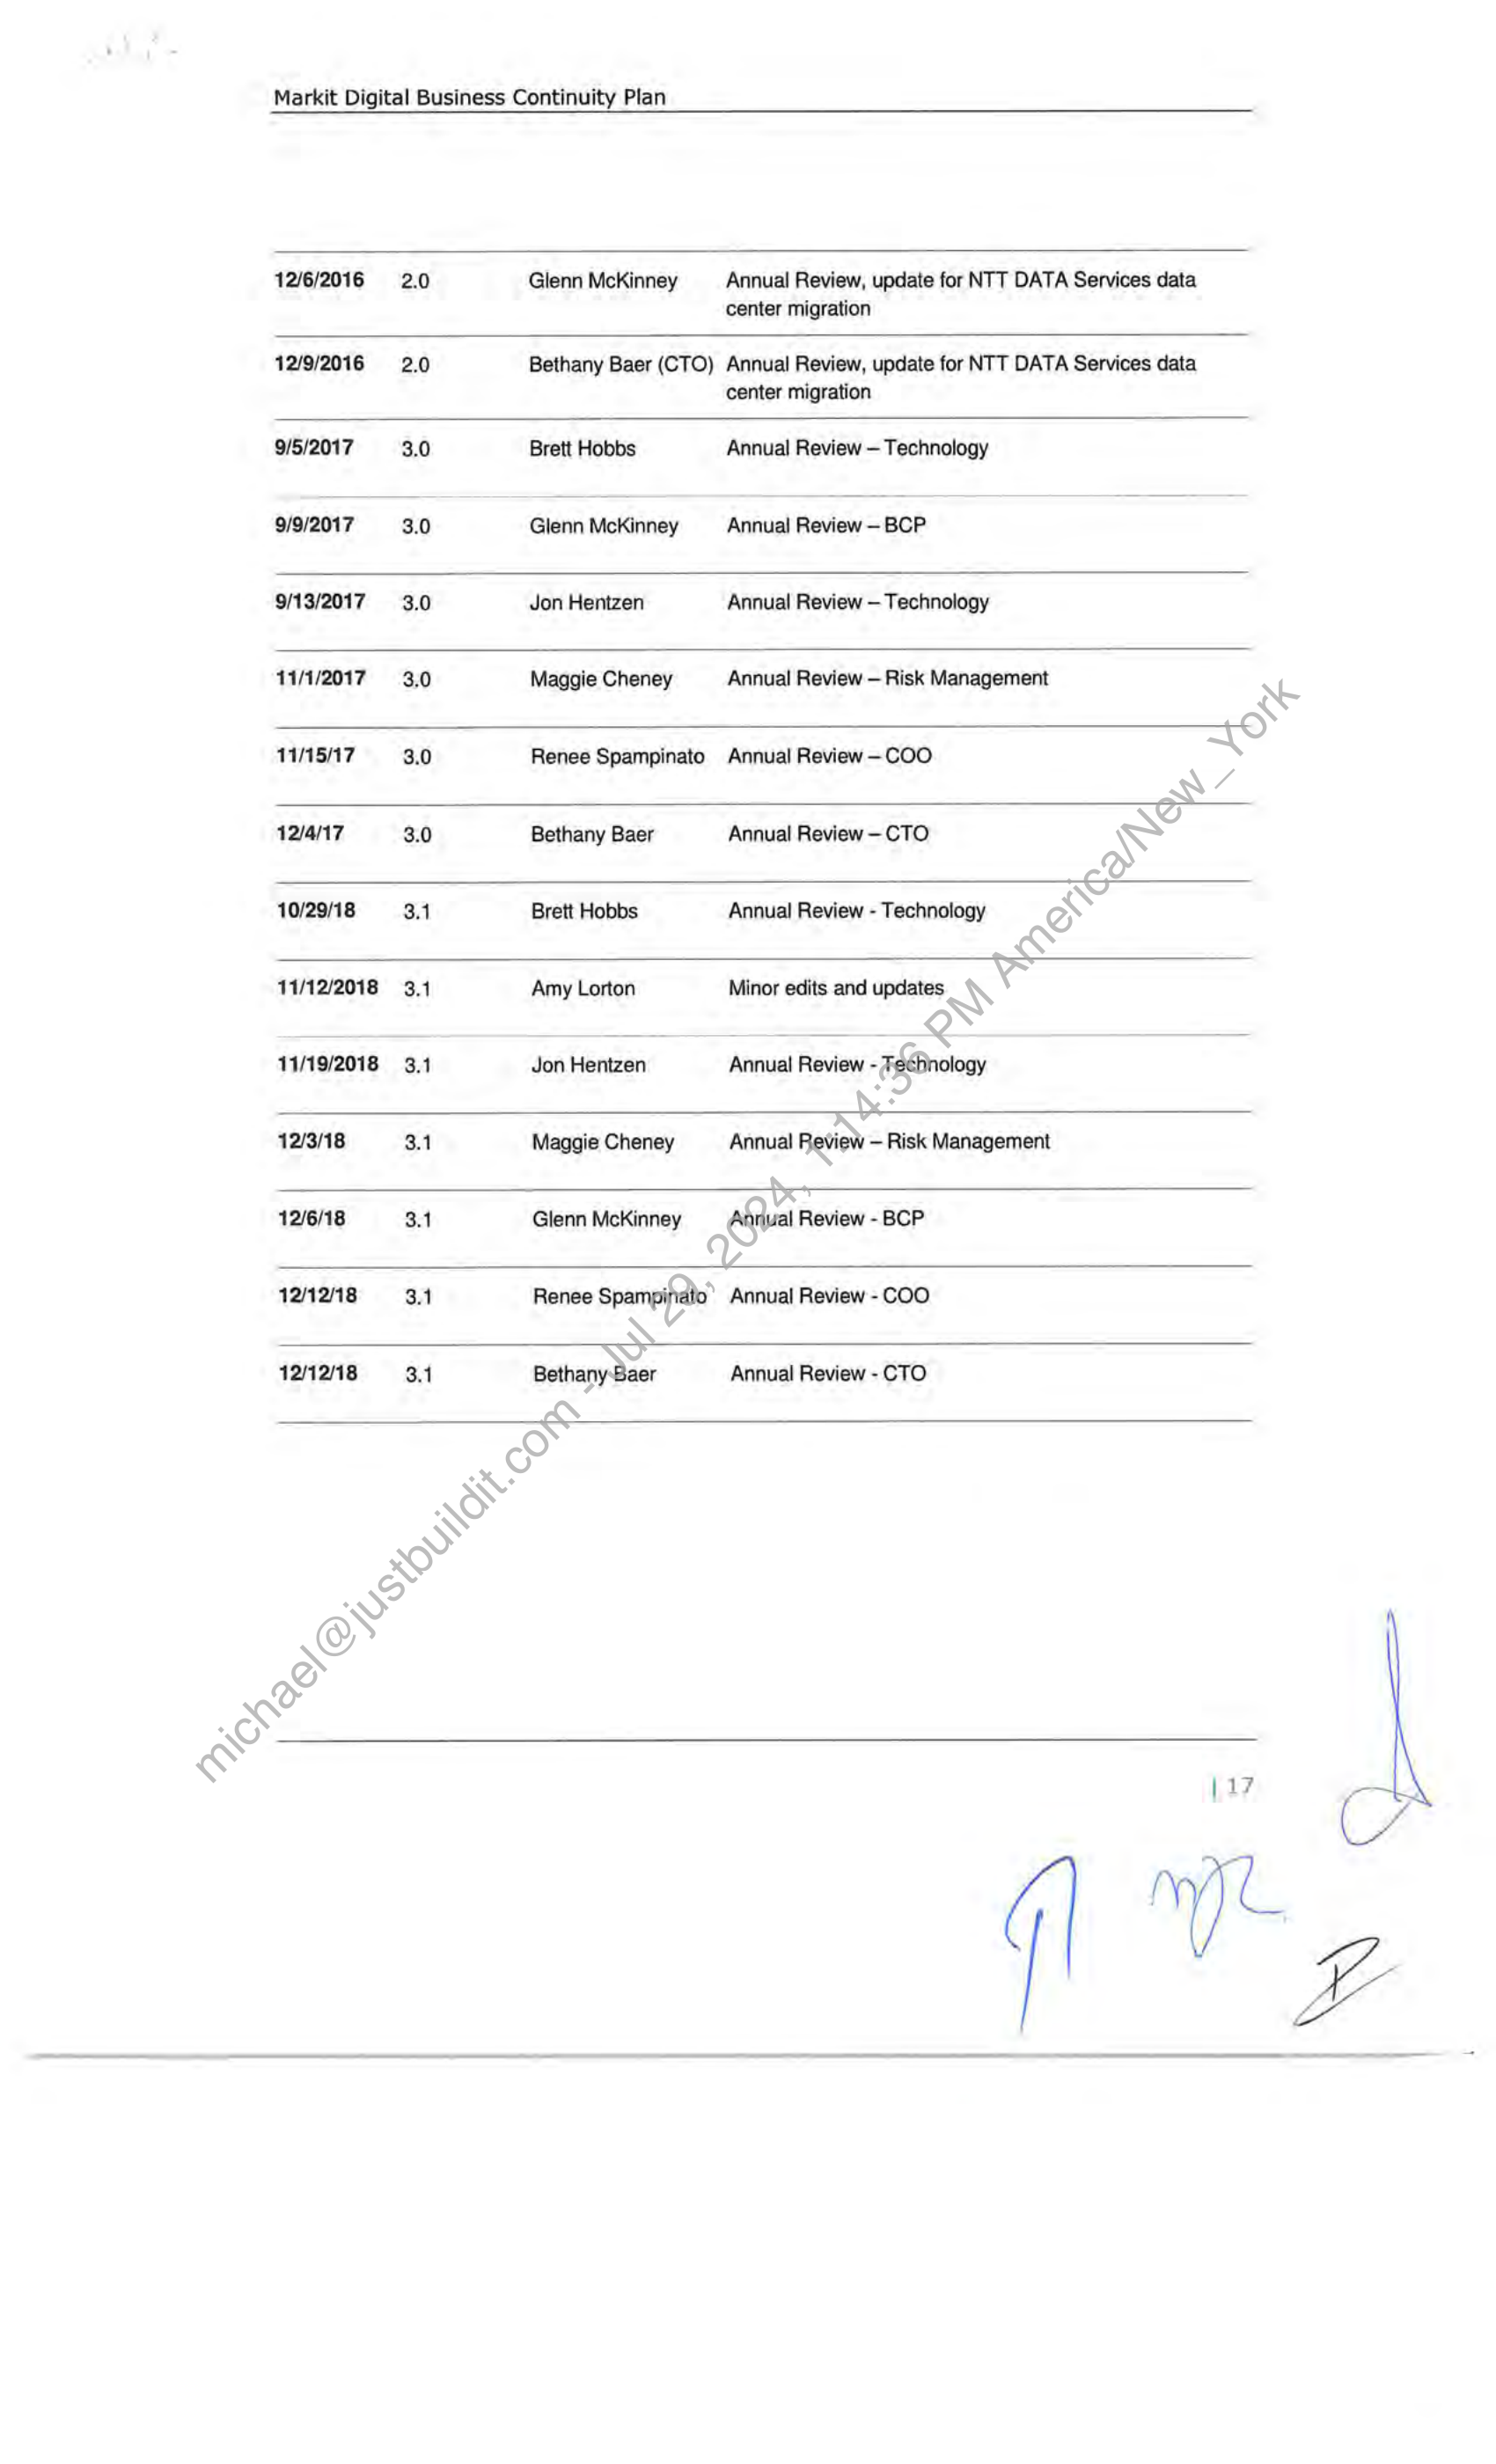 Markit Digital Business Continuity Plan
12/6/2016 2.0 Glenn McKinney Annual Review, update for NTT DATA Services data
center migration
12/9/2016 2.0 Bethany Baer (CTO) Annual Review, update for NTT DATA Services data
center migration
9/5/2017 3.0 Brett Hobbs Annual Review – Technology
9/9/2017 3.0 Glenn McKinney Annual Review – BCP
9/13/2017 3.0 Jon Hentzen Annual Review – Technology
11/1/2017 3.0 Maggie Cheney Annual Review – Risk Management
11/15/17 3.0 Renee Spampinato Annual Review – COO
12/4/17 3.0 Bethany Baer Annual Review – CTO
10/29/18 3.1 Brett Hobbs Annual Review - Technology
11/12/2018 3.1 Amy Lorton Minor edits and updates
11/19/2018 3.1 Jon Hentzen Annual Review - Technology
12/3/18 3.1 Maggie Cheney Annual Review – Risk Management
12/6/18 3.1 Glenn McKinney Annual Review - BCP
12/12/18 3.1 Renee Spampinato Annual Review - COO
12/12/18 3.1 Bethany Baer Annual Review - CTO
michael@justbuildit.com - Jul 29, 2024, 1:14:36 PM America/New_York
| 17